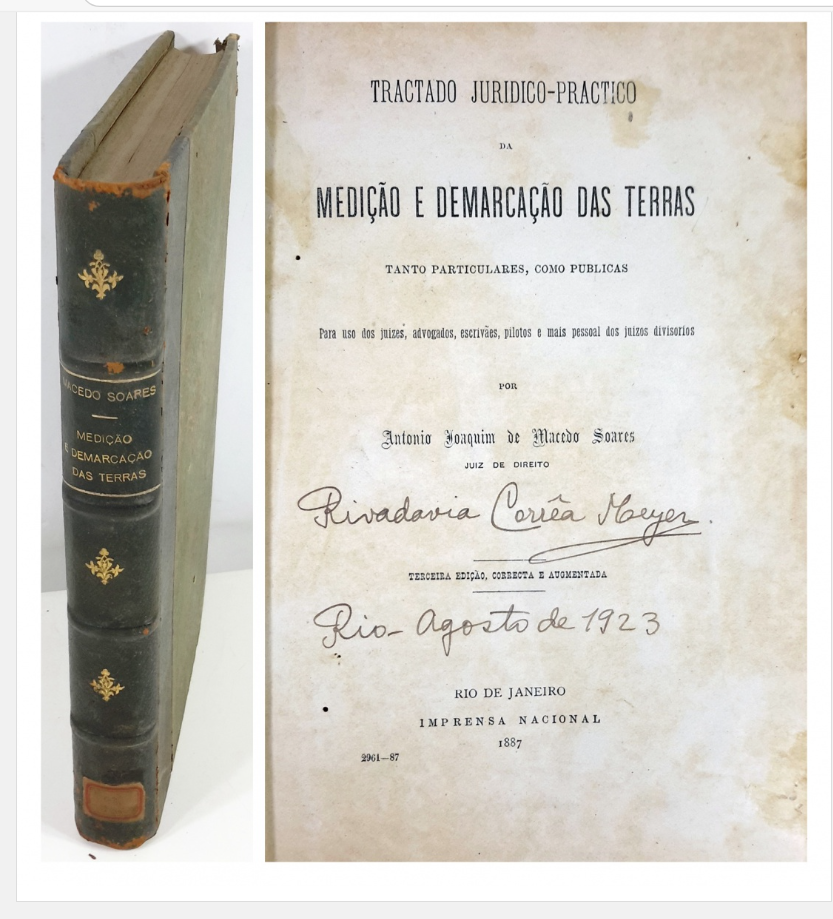 MACEDO SOARES
MEDIÇÃO
E DEMARCAÇÃO
DAS TERRAS
TRACTADO JURIDICO-PRACTICO
DA
MEDIÇÃO E DEMARCAÇÃO DAS TERRAS
TANTO PARTICULARES, COMO PUBLICAS
Para uso dos juizes, advogados, escrivães, pilotos e mais pessoal dos juizos divisorios
POR
Antonio Joaquim de Macedo Soares
JUIZ DE DIREITO
Rivadavia Corrêa Meyer.
TERCEIRA EDIÇÃO, CORRECTA E AUGMENTADA
Rio - Agosto de 1923
RIO DE JANEIRO
IMPRENSA NACIONAL
1887
2961—87